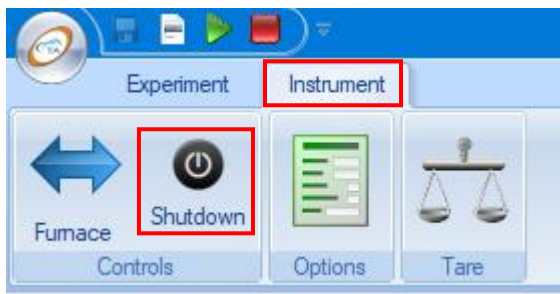 Experiment Instrument
Furnace Shutdown
Controls Options Tare